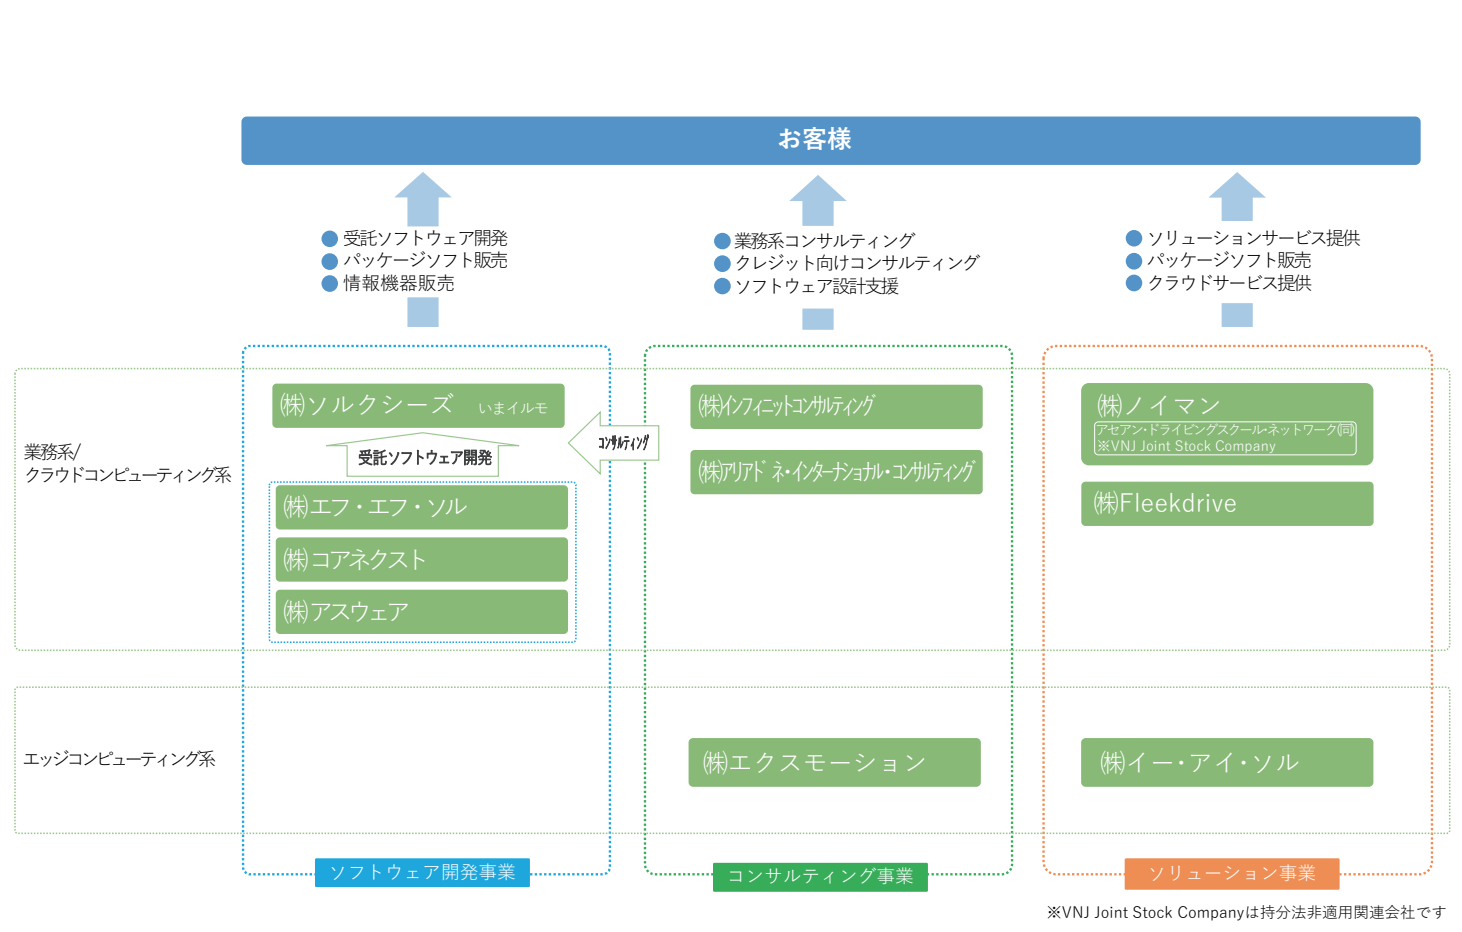 お客様
● 受託ソフトウェア開発
● パッケージソフト販売
● 情報機器販売
● 業務系コンサルティング
● クレジット向けコンサルティング
● ソフトウェア設計支援
● ソリューションサービス提供
● パッケージソフト販売
● クラウドサービス提供
業務系/
クラウドコンピューティング系
㈱ソルクシーズ いまイルモ
受託ソフトウェア開発
㈱エフ・エフ・ソル
㈱コアネクスト
㈱アスウェア
コンサルティング
㈱インフィニットコンサルティング
㈱アリアドネ・インターナショナル・コンサルティング
㈱ノイマン
アセアン・ドライビングスクール・ネットワーク(同)
※VNJ Joint Stock Company
㈱Fleekdrive
エッジコンピューティング系
㈱エクスモーション
㈱イー・アイ・ソル
ソフトウェア開発事業
コンサルティング事業
ソリューション事業
※VNJ Joint Stock Companyは持分法非適用関連会社です